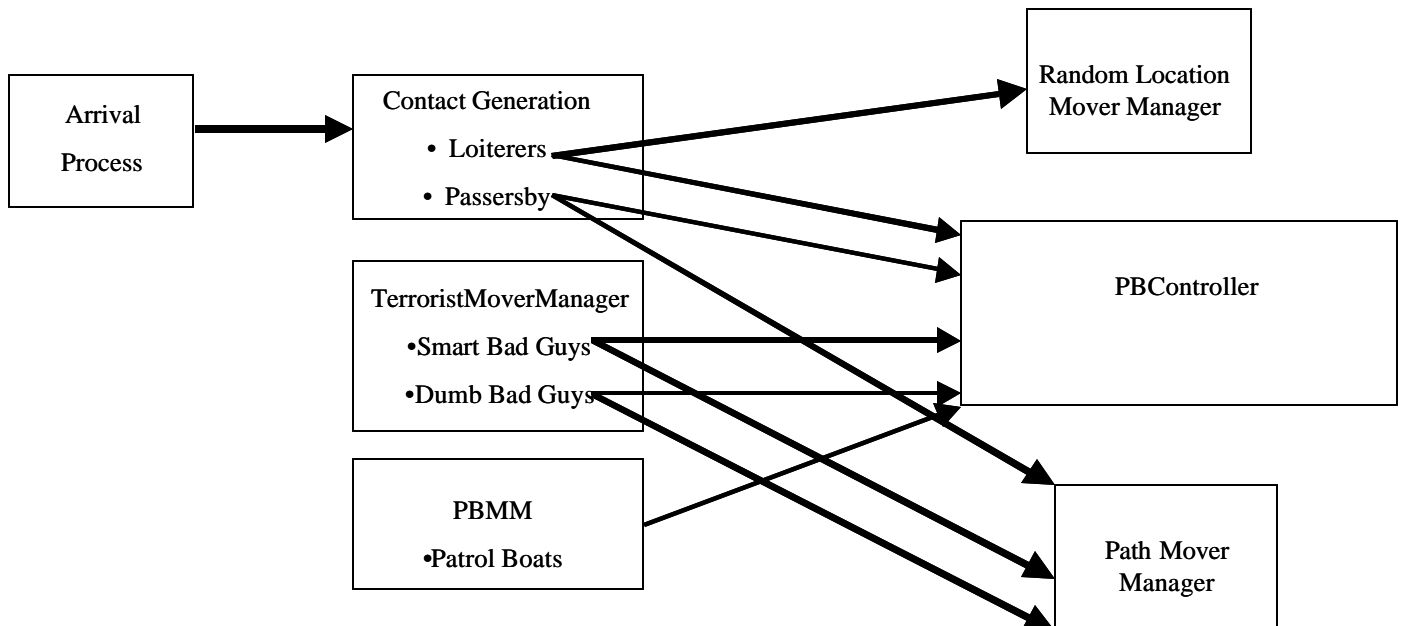 Arrival
Process
Contact Generation
• Loiterers
• Passersby
TerroristMoverManager
•Smart Bad Guys
•Dumb Bad Guys
PBMM
•Patrol Boats
Random Location
Mover Manager
PBController
Path Mover
Manager